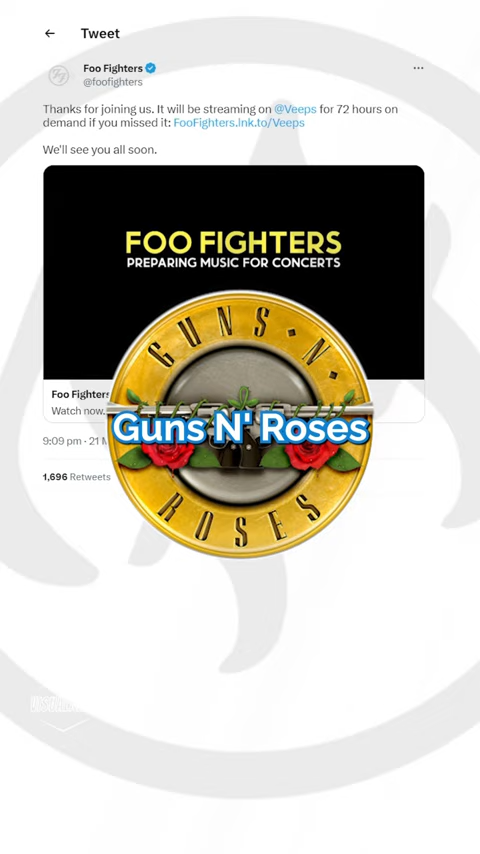 Tweet
Foo Fighters
@foofighters
Thanks for joining us. It will be streaming on @Veeps for 72 hours on
demand if you missed it: FooFighters.lnk.to/Veeps
We'll see you all soon.
FOO FIGHTERS
PREPARING MUSIC FOR CONCERTS
GUNS · N ·
Foo Fighters
Watch now.
Guns N' Roses
9:09 pm · 21 M
ROSES
1,696 Retweets